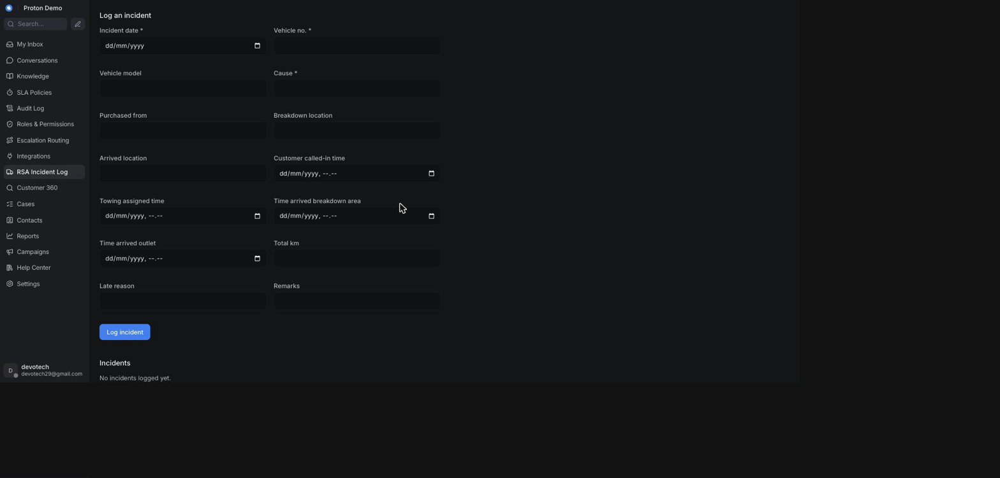 Proton Demo
Search...
My Inbox
Conversations
Knowledge
SLA Policies
Audit Log
Roles & Permissions
Escalation Routing
Integrations
RSA Incident Log
Customer 360
Cases
Contacts
Reports
Campaigns
Help Center
Settings
D
devotech
devotech29@gmail.com
Log an incident
Incident date *
Vehicle no. *
dd/mm/yyyy
Vehicle model
Cause *
Purchased from
Breakdown location
Arrived location
Customer called-in time
dd/mm/yyyy, --.--
Towing assigned time
Time arrived breakdown area
dd/mm/yyyy, --.--
dd/mm/yyyy, --.--
Time arrived outlet
Total km
dd/mm/yyyy, --.--
Late reason
Remarks
Log incident
Incidents
No incidents logged yet.